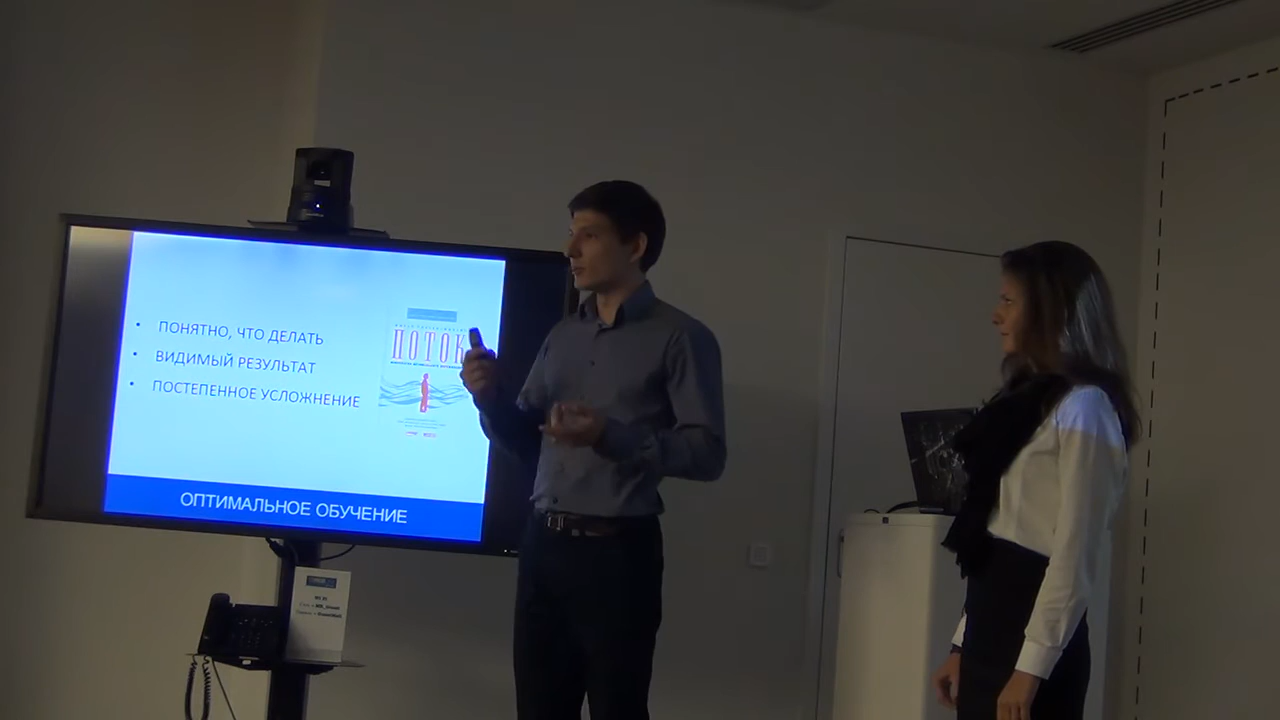 • ПОНЯТНО, ЧТО ДЕЛАТЬ
• ВИДИМЫЙ РЕЗУЛЬТАТ
• ПОСТЕПЕННОЕ УСЛОЖНЕНИЕ
ПОТОК
ОПТИМАЛЬНОЕ ОБУЧЕНИЕ